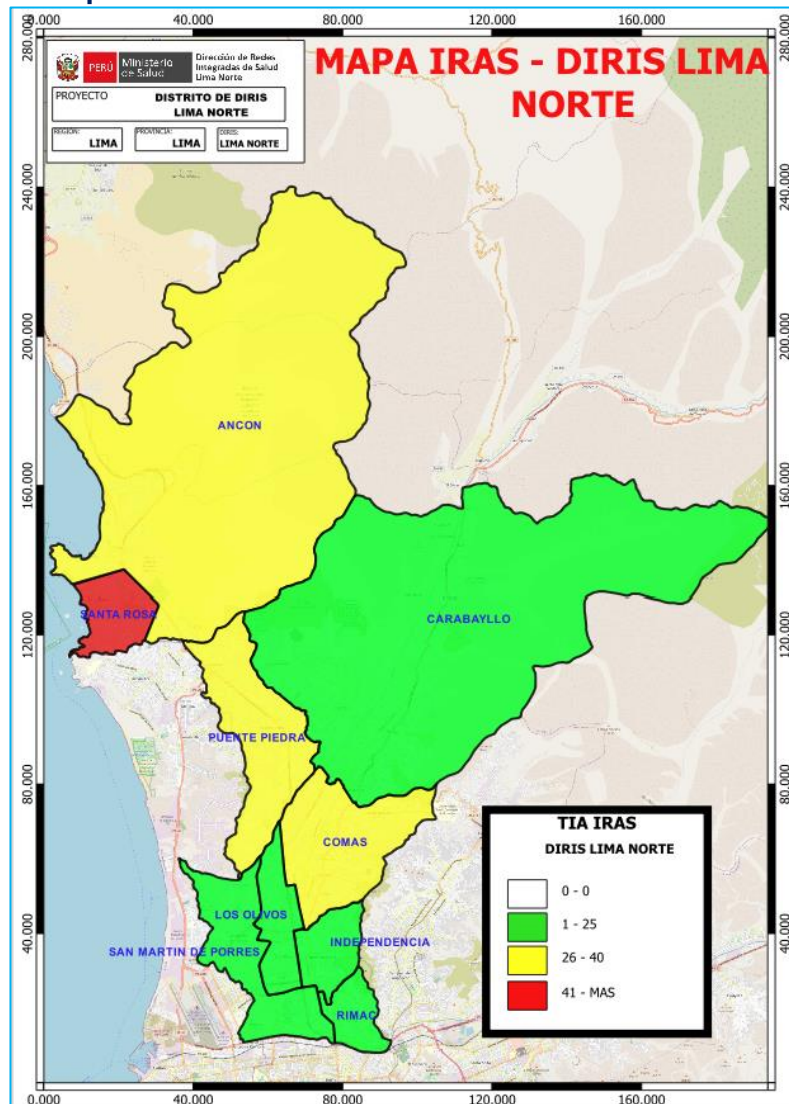 0.000 40.000 80.000 120.000 160.000
280.000
240.000
200.000
160.000
120.000
80.000
40.000
280.000
240.000
200.000
160.000
120.000
80.000
40.000
PERÚ
Ministerio
de Salud
Dirección de Redes
Integradas de Salud
Lima Norte
PROYECTO
DISTRITO DE DIRIS
LIMA NORTE
REGIÓN:
LIMA
PROVINCIA:
LIMA
DIRIS:
LIMA NORTE
MAPA IRAS - DIRIS LIMA
NORTE
ANCON
SANTA ROSA
CARABAYLLO
PUENTE PIEDRA
COMAS
LOS OLIVOS
INDEPENDENCIA
SAN MARTIN DE PORRES
RIMAC
TIA IRAS
DIRIS LIMA NORTE
0 - 0
1 - 25
26 - 40
41 - MAS
0.000 40.000 80.000 120.000 160.000